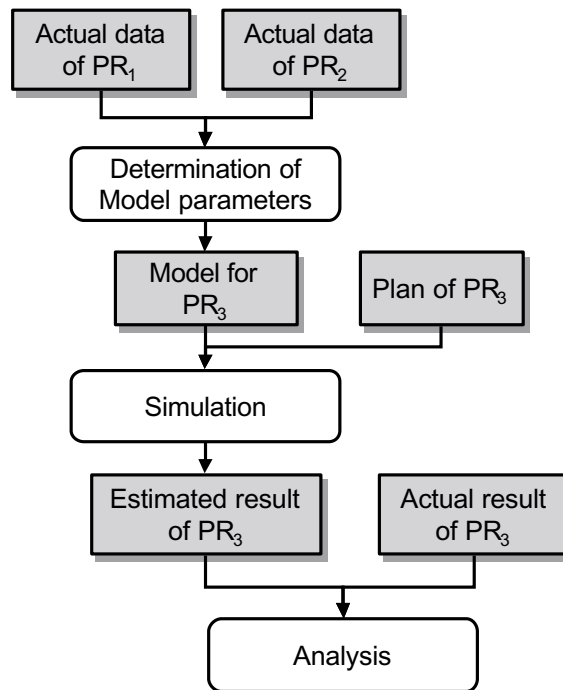 Actual data
of PR₁
Actual data
of PR₂
Determination of
Model parameters
Model for
PR₃
Plan of PR₃
Simulation
Estimated result
of PR₃
Actual result
of PR₃
Analysis